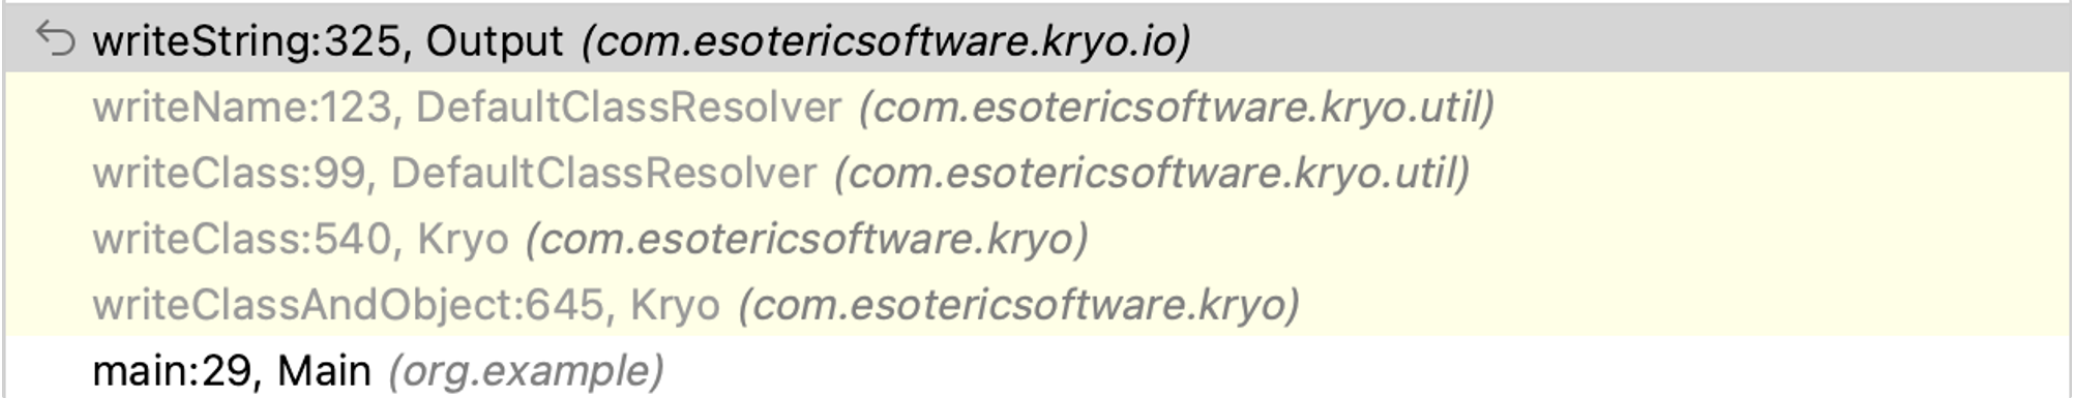 writeString:325, Output (com.esotericsoftware.kryo.io)
writeName:123, DefaultClassResolver (com.esotericsoftware.kryo.util)
writeClass:99, DefaultClassResolver (com.esotericsoftware.kryo.util)
writeClass:540, Kryo (com.esotericsoftware.kryo)
writeClassAndObject:645, Kryo (com.esotericsoftware.kryo)
main:29, Main (org.example)